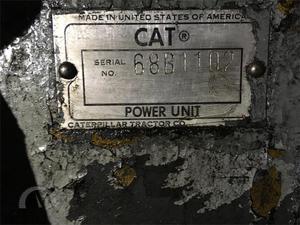 MADE IN UNITED STATES OF AMERICA
CAT®
SERIAL
NO.
68B1102
POWER UNIT
CATERPILLAR TRACTOR CO.